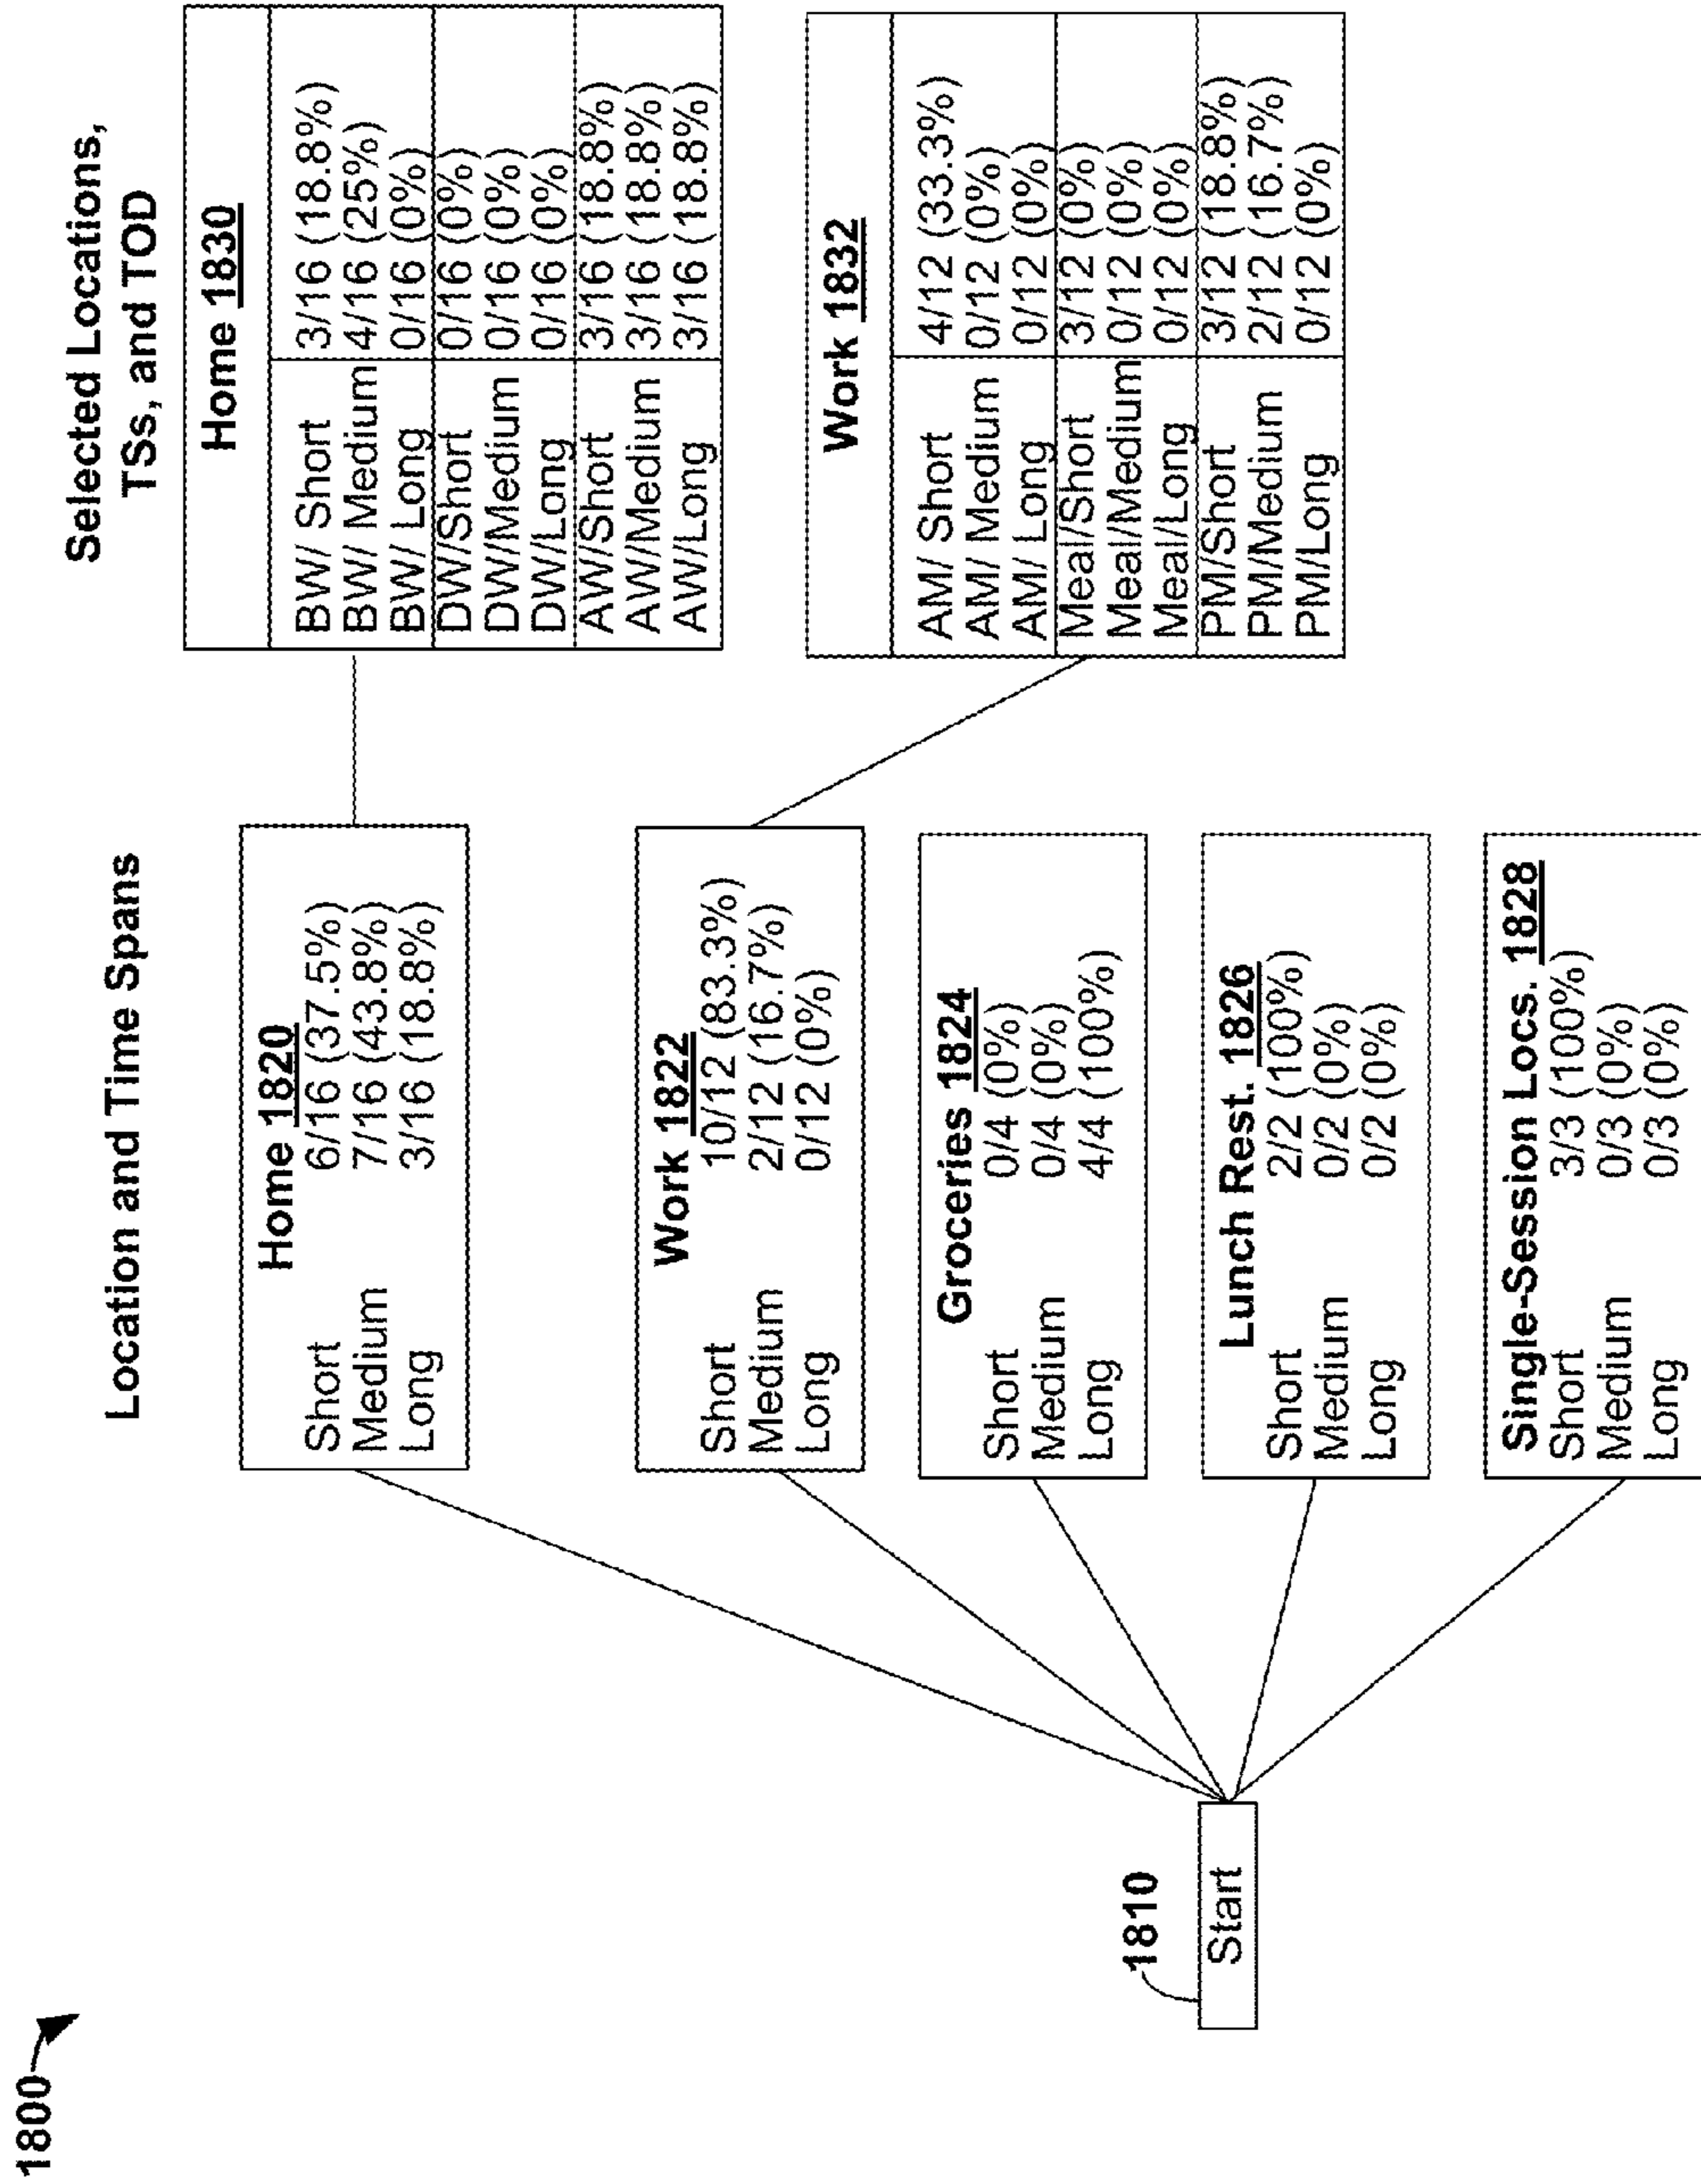 1800
Location and Time Spans
Selected Locations,
TSs, and TOD
1810
Start
Home 1820
Short 6/16 (37.5%)
Medium 7/16 (43.8%)
Long 3/16 (18.8%)
Work 1822
Short 10/12 (83.3%)
Medium 2/12 (16.7%)
Long 0/12 (0%)
Groceries 1824
Short 0/4 (0%)
Medium 0/4 (0%)
Long 4/4 (100%)
Lunch Rest. 1826
Short 2/2 (100%)
Medium 0/2 (0%)
Long 0/2 (0%)
Single-Session Locs. 1828
Short 3/3 (100%)
Medium 0/3 (0%)
Long 0/3 (0%)
Home 1830
BW/ Short 3/16 (18.8%)
BW/ Medium 4/16 (25%)
BW/ Long 0/16 (0%)
DW/Short 0/16 (0%)
DW/Medium 0/16 (0%)
DW/Long 0/16 (0%)
AW/Short 3/16 (18.8%)
AW/Medium 3/16 (18.8%)
AW/Long 3/16 (18.8%)
Work 1832
AM/ Short 4/12 (33.3%)
AM/ Medium 0/12 (0%)
AM/ Long 0/12 (0%)
Meal/Short 3/12 (0%)
Meal/Medium 0/12 (0%)
Meal/Long 0/12 (0%)
PM/Short 3/12 (18.8%)
PM/Medium 2/12 (16.7%)
PM/Long 0/12 (0%)